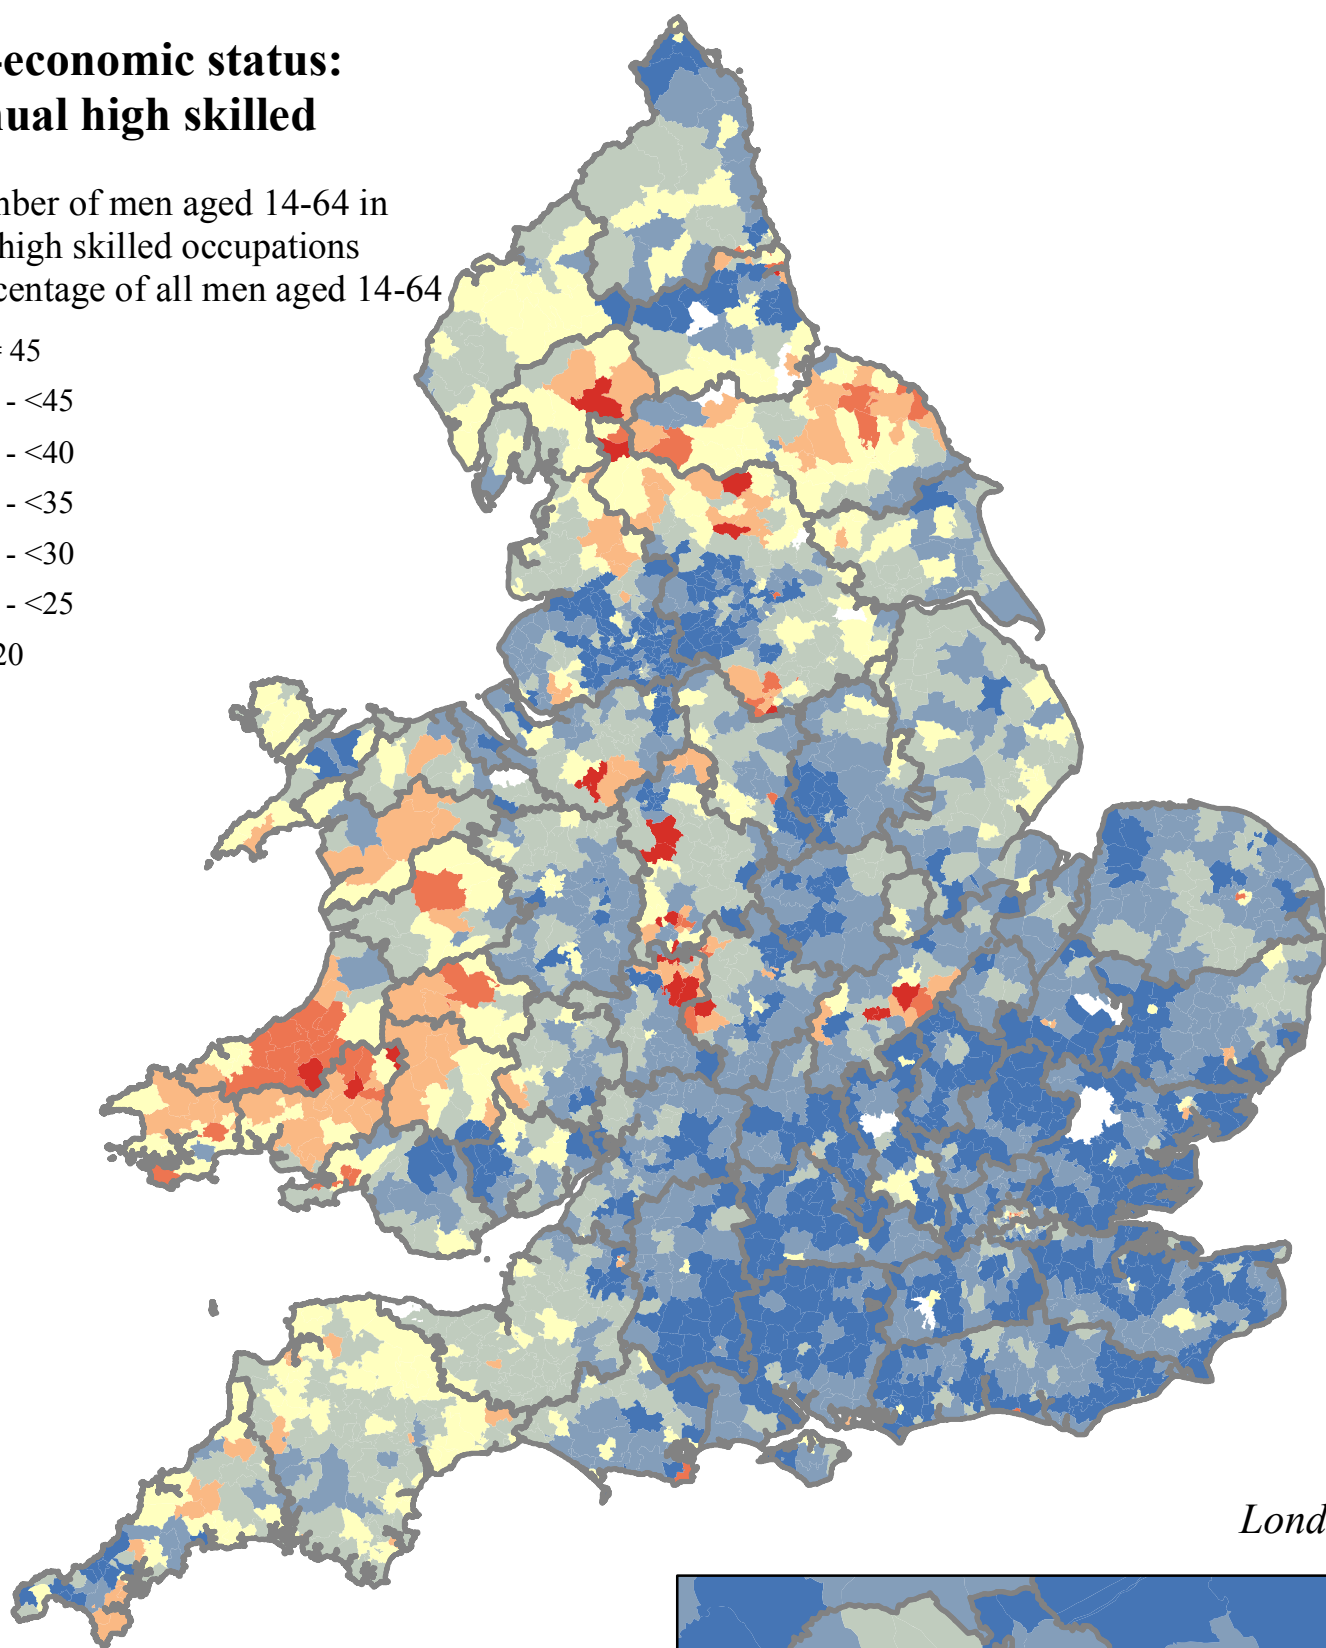 -economic status:
nual high skilled
nber of men aged 14-64 in
high skilled occupations
centage of all men aged 14-64
= 45
- <45
- <40
- <35
- <30
- <25
20
Lond